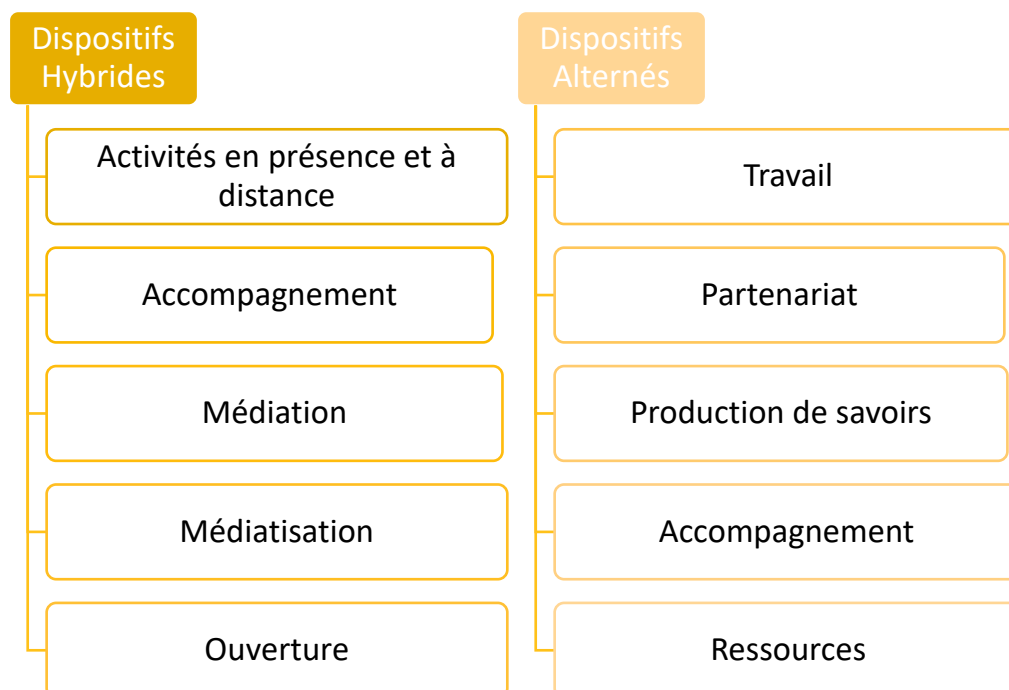 Dispositifs
Hybrides
Activités en présence et à
distance
Accompagnement
Médiation
Médiatisation
Ouverture
Dispositifs
Alternés
Travail
Partenariat
Production de savoirs
Accompagnement
Ressources